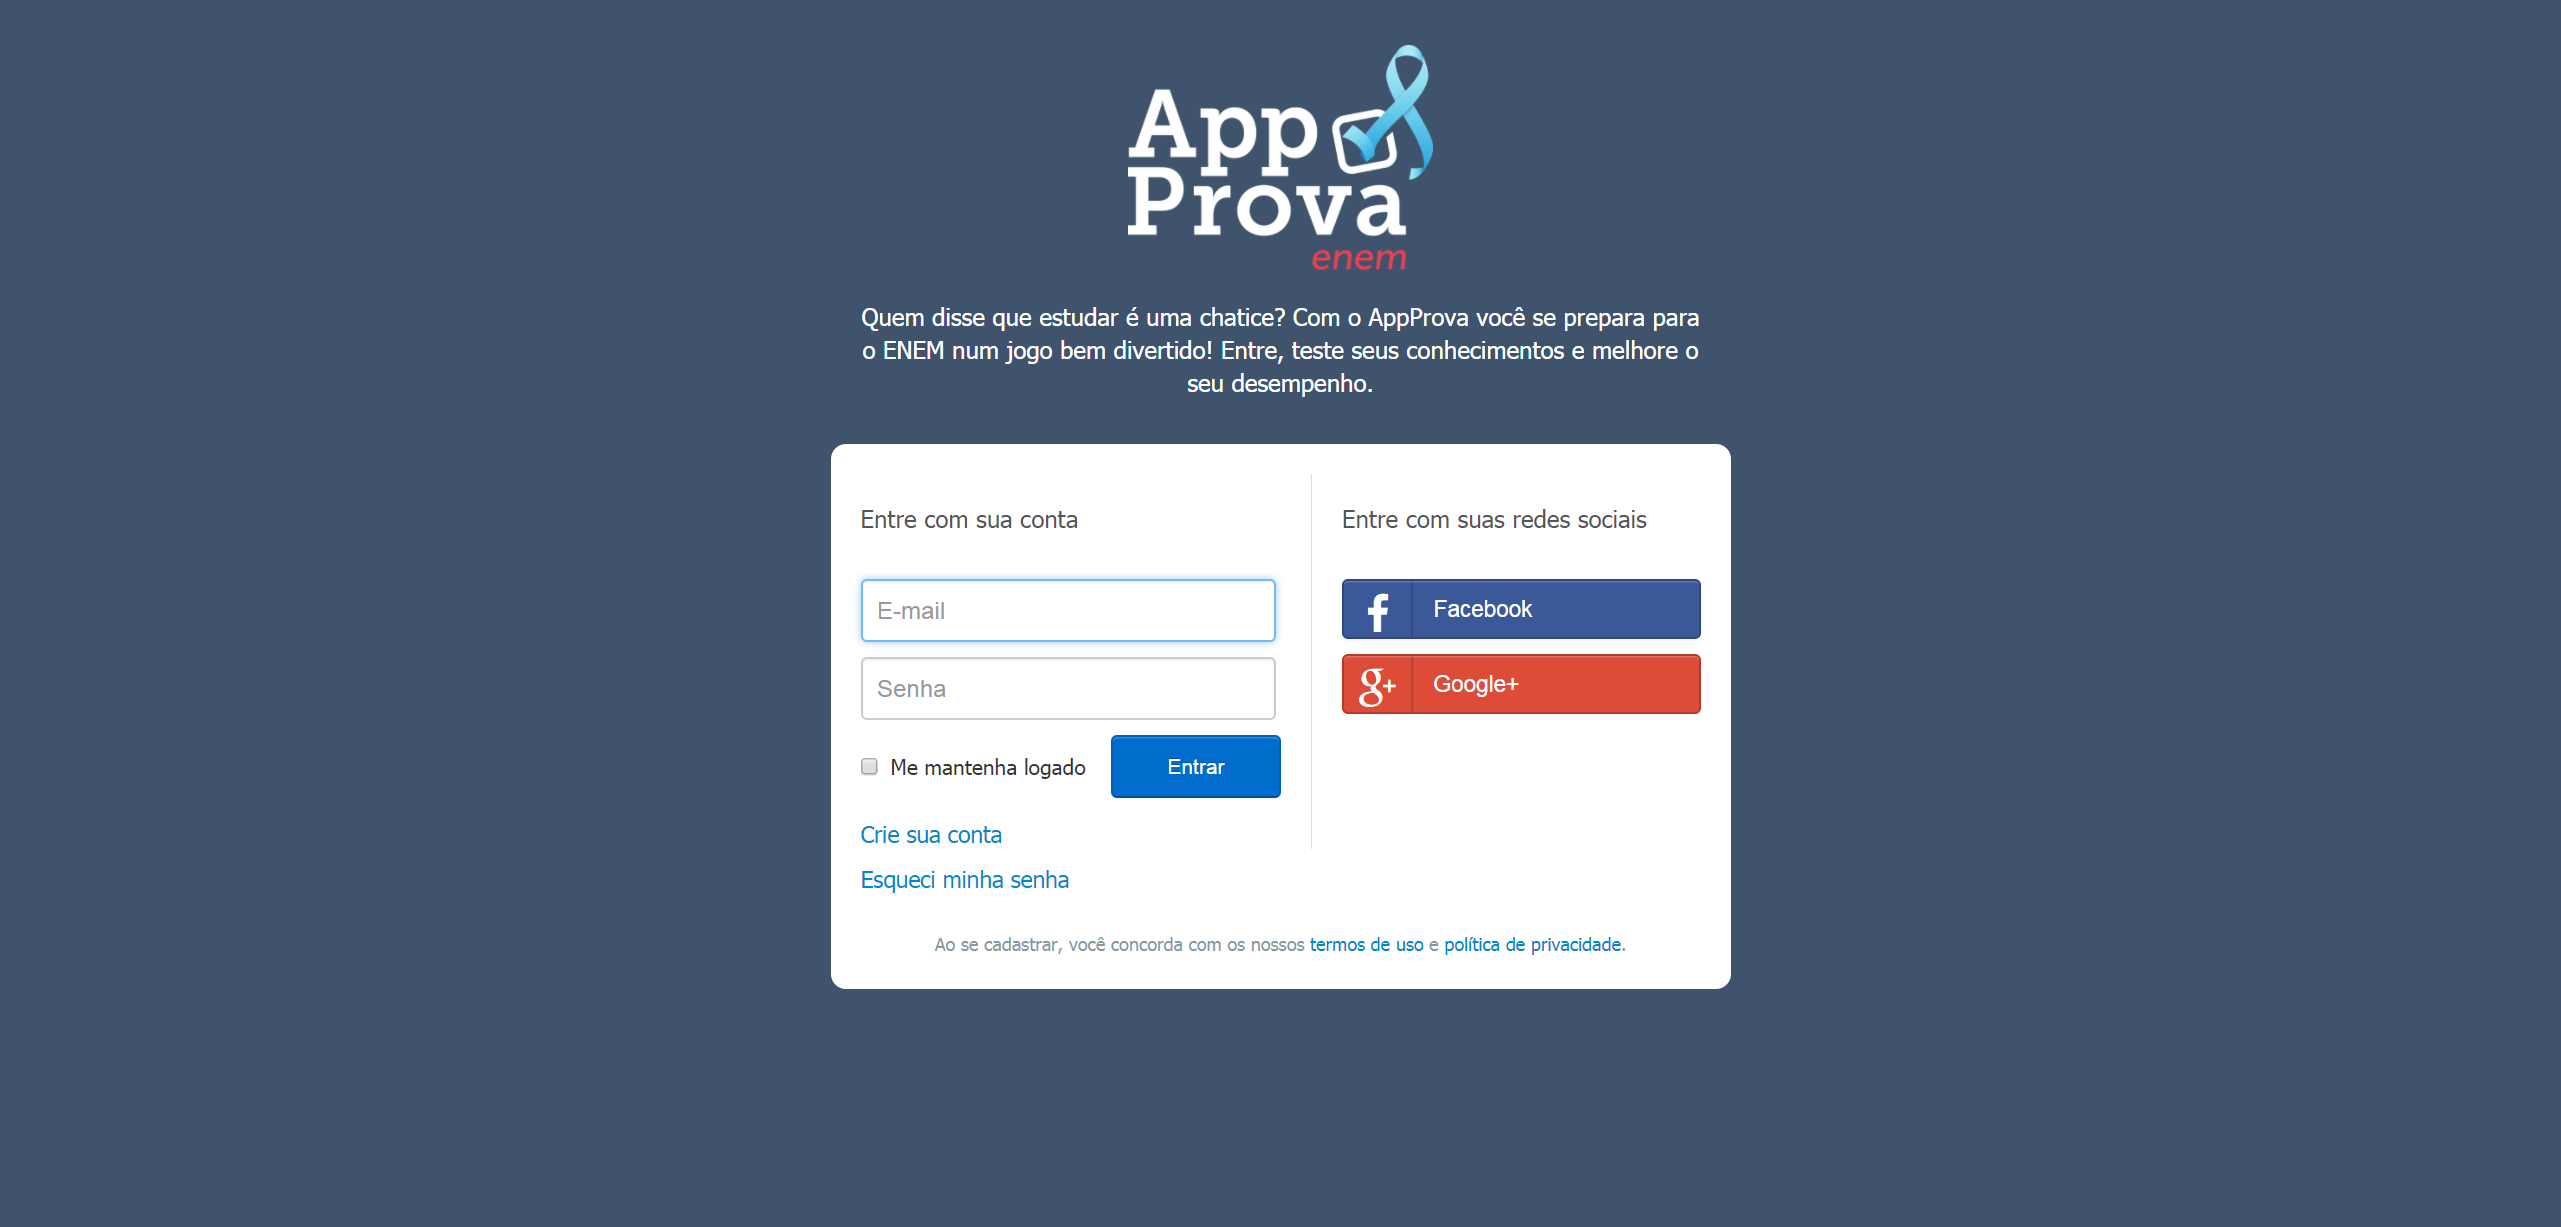 App
Prova
enem
Quem disse que estudar é uma chatice? Com o AppProva você se prepara para
o ENEM num jogo bem divertido! Entre, teste seus conhecimentos e melhore o
seu desempenho.
Entre com sua conta
E-mail
Senha
Me mantenha logado
Entrar
Crie sua conta
Esqueci minha senha
Entre com suas redes sociais
f Facebook
g+ Google+
Ao se cadastrar, você concorda com os nossos termos de uso e política de privacidade.